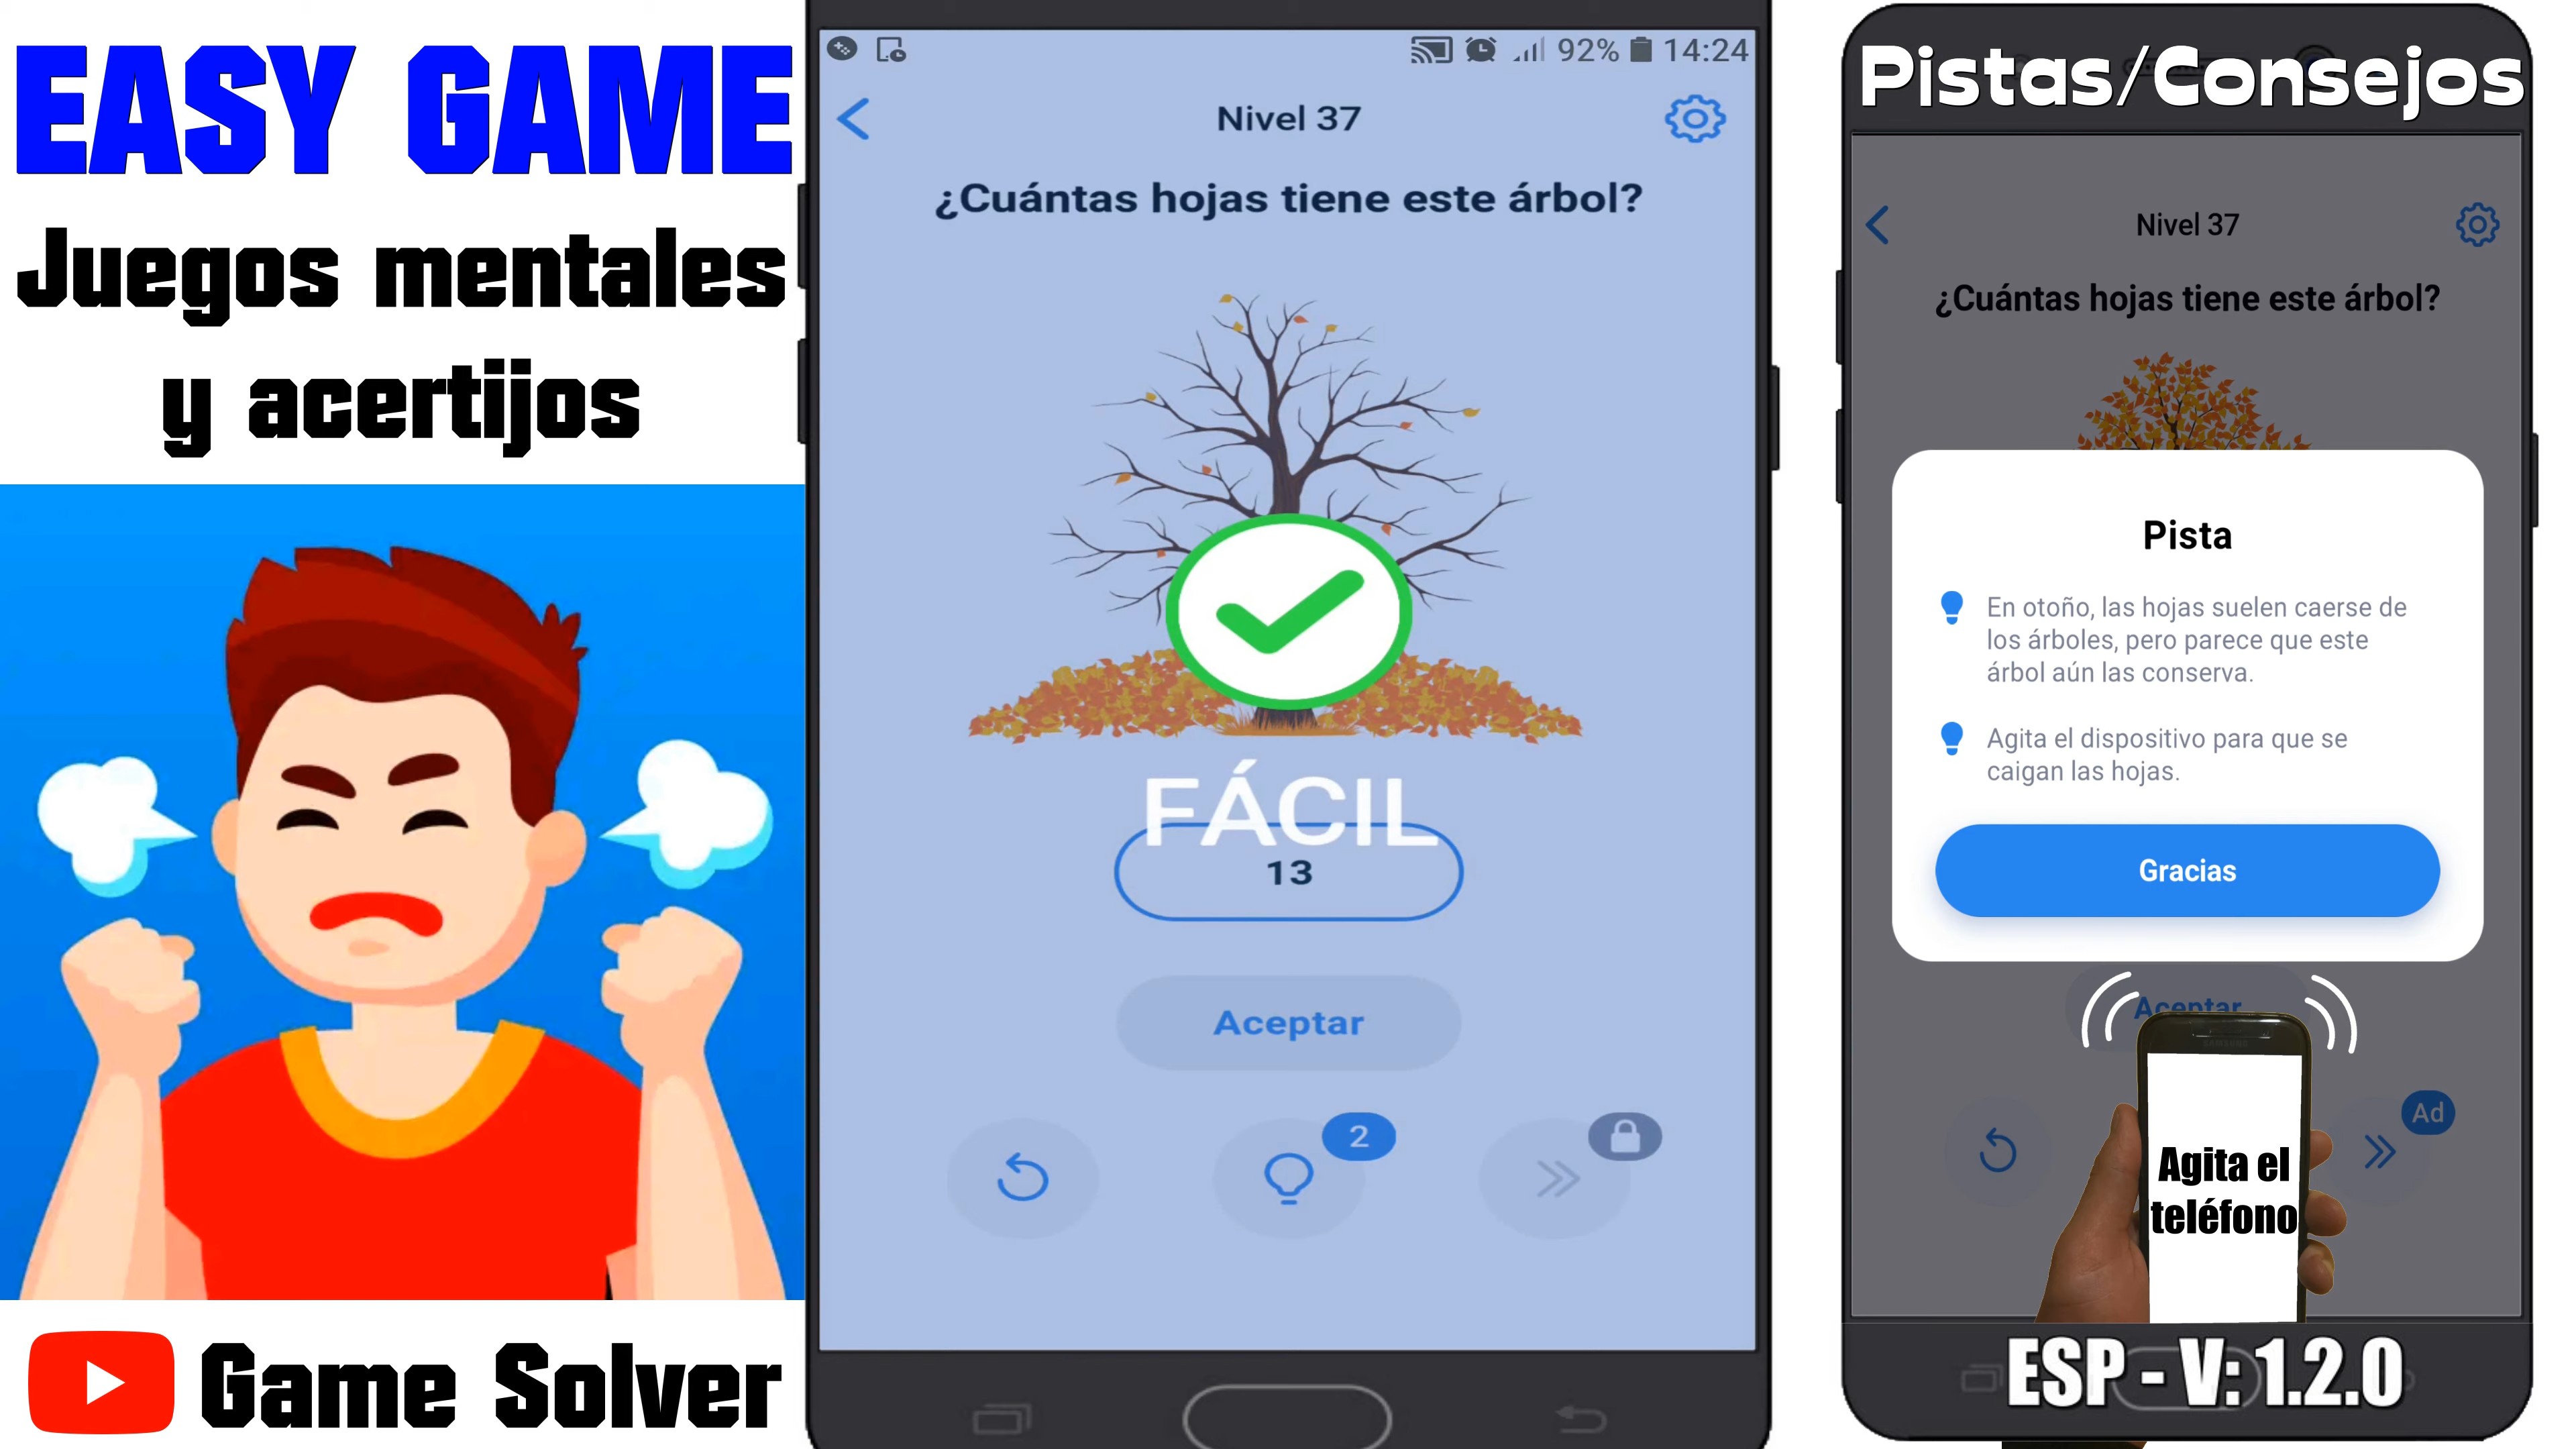 EASY GAME
Juegos mentales
y acertijos
Game Solver
92% 14:24
Nivel 37
¿Cuántas hojas tiene este árbol?
FÁCIL
13
Aceptar
2
Pistas/Consejos
Nivel 37
¿Cuántas hojas tiene este árbol?
Pista
En otoño, las hojas suelen caerse de
los árboles, pero parece que este
árbol aún las conserva.
Agita el dispositivo para que se
caigan las hojas.
Gracias
Aceptar
SAMSUNG
Ad
Agita el
teléfono
ESP - V: 1.2.0